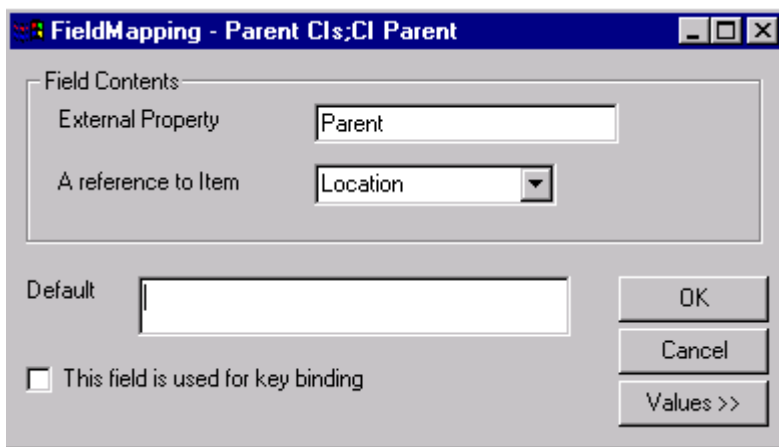 FieldMapping - Parent CIs;CI Parent
Field Contents
External Property Parent
A reference to Item Location
Default
OK
Cancel
This field is used for key binding
Values >>